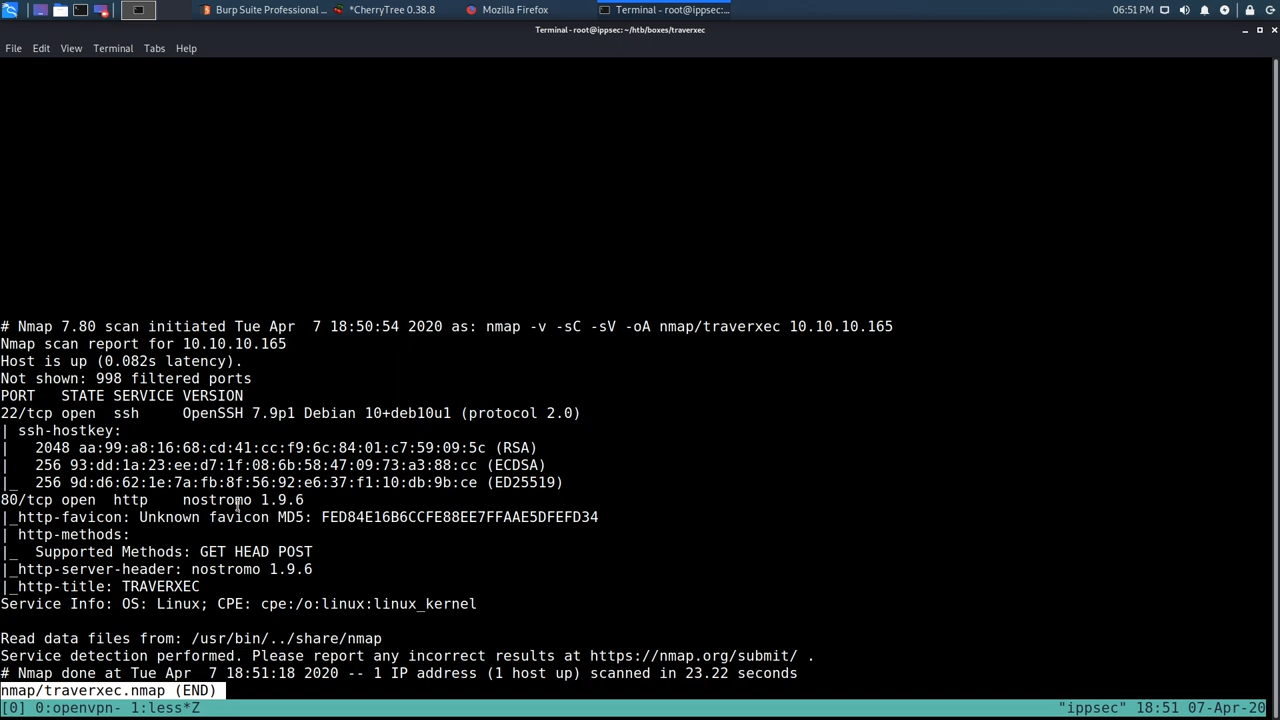 Burp Suite Professional ...
*CherryTree 0.38.8
Mozilla Firefox
Terminal - root@ippsec:...
06:51 PM
Terminal - root@ippsec: ~/htb/boxes/traverxec
File Edit View Terminal Tabs Help
# Nmap 7.80 scan initiated Tue Apr  7 18:50:54 2020 as: nmap -v -sC -sV -oA nmap/traverxec 10.10.10.165
Nmap scan report for 10.10.10.165
Host is up (0.082s latency).
Not shown: 998 filtered ports
PORT   STATE SERVICE VERSION
22/tcp open  ssh     OpenSSH 7.9p1 Debian 10+deb10u1 (protocol 2.0)
| ssh-hostkey:
|   2048 aa:99:a8:16:68:cd:41:cc:f9:6c:84:01:c7:59:09:5c (RSA)
|   256 93:dd:1a:23:ee:d7:1f:08:6b:58:47:09:73:a3:88:cc (ECDSA)
|_  256 9d:d6:62:1e:7a:fb:8f:56:92:e6:37:f1:10:db:9b:ce (ED25519)
80/tcp open  http    nostromo 1.9.6
|_http-favicon: Unknown favicon MD5: FED84E16B6CCFE88EE7FFAAE5DFEFD34
| http-methods:
|_  Supported Methods: GET HEAD POST
|_http-server-header: nostromo 1.9.6
|_http-title: TRAVERXEC
Service Info: OS: Linux; CPE: cpe:/o:linux:linux_kernel
Read data files from: /usr/bin/../share/nmap
Service detection performed. Please report any incorrect results at https://nmap.org/submit/ .
# Nmap done at Tue Apr  7 18:51:18 2020 -- 1 IP address (1 host up) scanned in 23.22 seconds
nmap/traverxec.nmap (END)
[0] 0:openvpn- 1:less*Z "ippsec" 18:51 07-Apr-20